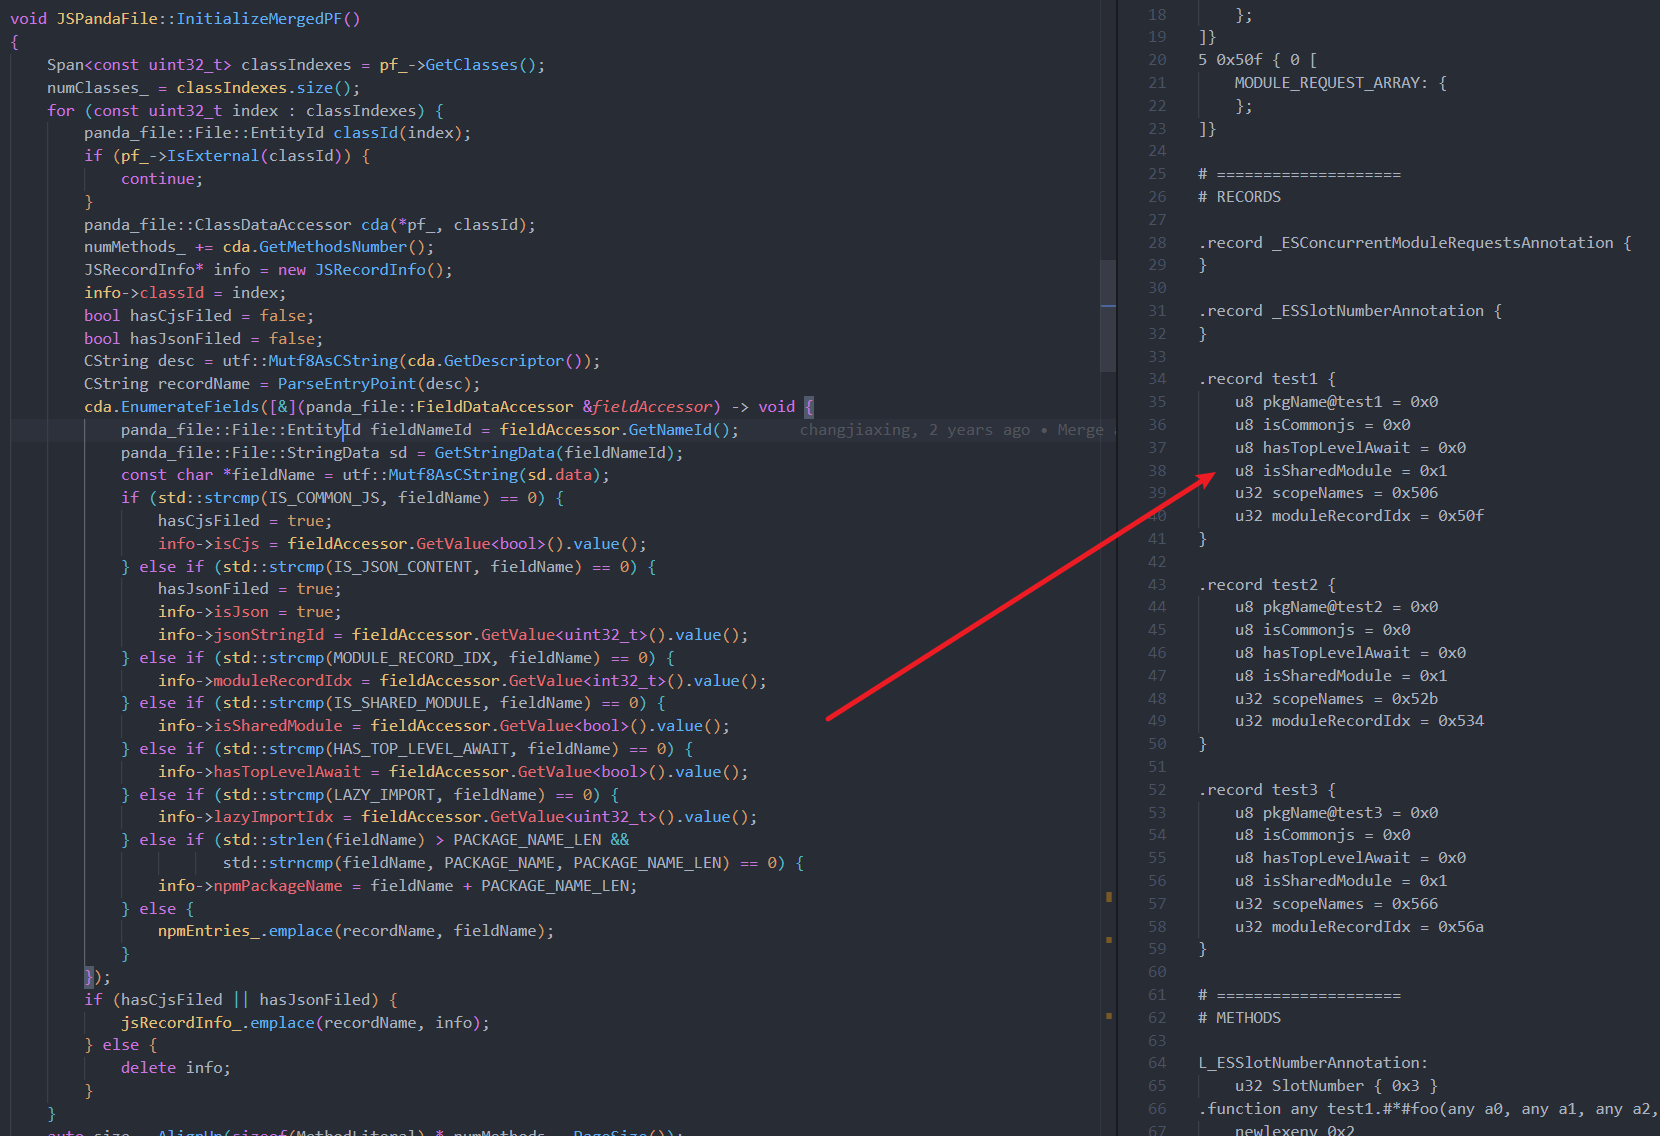 void JSPandaFile::InitializeMergedPF()
{
    Span<const uint32_t> classIndexes = pf_->GetClasses();
    numClasses_ = classIndexes.size();
    for (const uint32_t index : classIndexes) {
        panda_file::File::EntityId classId(index);
        if (pf_->IsExternal(classId)) {
            continue;
        }
        panda_file::ClassDataAccessor cda(*pf_, classId);
        numMethods_ += cda.GetMethodsNumber();
        JSRecordInfo* info = new JSRecordInfo();
        info->classId = index;
        bool hasCjsFiled = false;
        bool hasJsonFiled = false;
        CString desc = utf::Mutf8AsCString(cda.GetDescriptor());
        CString recordName = ParseEntryPoint(desc);
        cda.EnumerateFields([&](panda_file::FieldDataAccessor &fieldAccessor) -> void {
            panda_file::File::EntityId fieldNameId = fieldAccessor.GetNameId(); changjiaxing, 2 years ago • Merge
            panda_file::File::StringData sd = GetStringData(fieldNameId);
            const char *fieldName = utf::Mutf8AsCString(sd.data);
            if (std::strcmp(IS_COMMON_JS, fieldName) == 0) {
                hasCjsFiled = true;
                info->isCjs = fieldAccessor.GetValue<bool>().value();
            } else if (std::strcmp(IS_JSON_CONTENT, fieldName) == 0) {
                hasJsonFiled = true;
                info->isJson = true;
                info->jsonStringId = fieldAccessor.GetValue<uint32_t>().value();
            } else if (std::strcmp(MODULE_RECORD_IDX, fieldName) == 0) {
                info->moduleRecordIdx = fieldAccessor.GetValue<int32_t>().value();
            } else if (std::strcmp(IS_SHARED_MODULE, fieldName) == 0) {
                info->isSharedModule = fieldAccessor.GetValue<bool>().value();
            } else if (std::strcmp(HAS_TOP_LEVEL_AWAIT, fieldName) == 0) {
                info->hasTopLevelAwait = fieldAccessor.GetValue<bool>().value();
            } else if (std::strcmp(LAZY_IMPORT, fieldName) == 0) {
                info->lazyImportIdx = fieldAccessor.GetValue<uint32_t>().value();
            } else if (std::strlen(fieldName) > PACKAGE_NAME_LEN &&
                       std::strncmp(fieldName, PACKAGE_NAME, PACKAGE_NAME_LEN) == 0) {
                info->npmPackageName = fieldName + PACKAGE_NAME_LEN;
            } else {
                npmEntries_.emplace(recordName, fieldName);
            }
        });
        if (hasCjsFiled || hasJsonFiled) {
            jsRecordInfo_.emplace(recordName, info);
        } else {
            delete info;
        }
    }
    auto size = AlignUp(sizeof(MethodLiteral) * numMethods_, PageSize());
18     };
19 ]}
20 5 0x50f { 0 [
21     MODULE_REQUEST_ARRAY: {
22     };
23 ]}
24
25 # ====================
26 # RECORDS
27
28 .record _ESConcurrentModuleRequestsAnnotation {
29 }
30
31 .record _ESSlotNumberAnnotation {
32 }
33
34 .record test1 {
35     u8 pkgName@test1 = 0x0
36     u8 isCommonjs = 0x0
37     u8 hasTopLevelAwait = 0x0
38     u8 isSharedModule = 0x1
39     u32 scopeNames = 0x506
40     u32 moduleRecordIdx = 0x50f
41 }
42
43 .record test2 {
44     u8 pkgName@test2 = 0x0
45     u8 isCommonjs = 0x0
46     u8 hasTopLevelAwait = 0x0
47     u8 isSharedModule = 0x1
48     u32 scopeNames = 0x52b
49     u32 moduleRecordIdx = 0x534
50 }
51
52 .record test3 {
53     u8 pkgName@test3 = 0x0
54     u8 isCommonjs = 0x0
55     u8 hasTopLevelAwait = 0x0
56     u8 isSharedModule = 0x1
57     u32 scopeNames = 0x566
58     u32 moduleRecordIdx = 0x56a
59 }
60
61 # ====================
62 # METHODS
63
64 L_ESSlotNumberAnnotation:
65     u32 SlotNumber { 0x3 }
66 .function any test1.#*#foo(any a0, any a1, any a2,
67     newlexenv 0x2